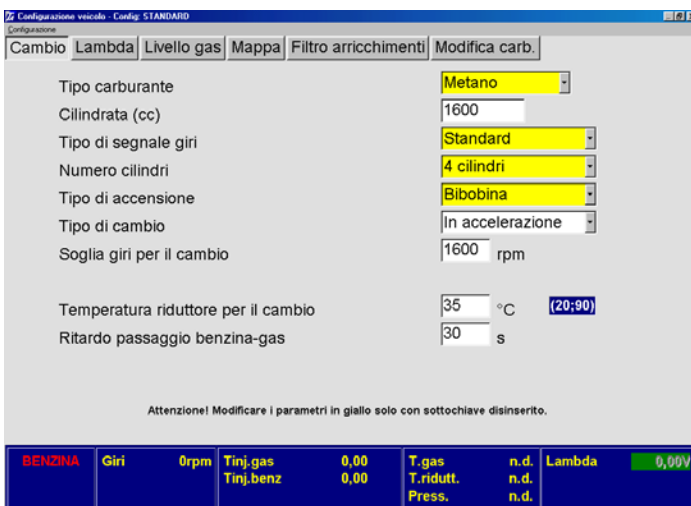 Configurazione veicolo - Config: STANDARD
Configurazione
Cambio Lambda Livello gas Mappa Filtro arricchimenti Modifica carb.
Tipo carburante Metano
Cilindrata (cc) 1600
Tipo di segnale giri Standard
Numero cilindri 4 cilindri
Tipo di accensione Bibobina
Tipo di cambio In accelerazione
Soglia giri per il cambio 1600 rpm
Temperatura riduttore per il cambio 35 °C (20;90)
Ritardo passaggio benzina-gas 30 s
Attenzione! Modificare i parametri in giallo solo con sottochiave disinserito.
BENZINA Giri 0rpm Tinj.gas 0,00 T.gas n.d. Lambda 0,00V
Tinj.benz 0,00 T.ridutt. n.d.
Press. n.d.